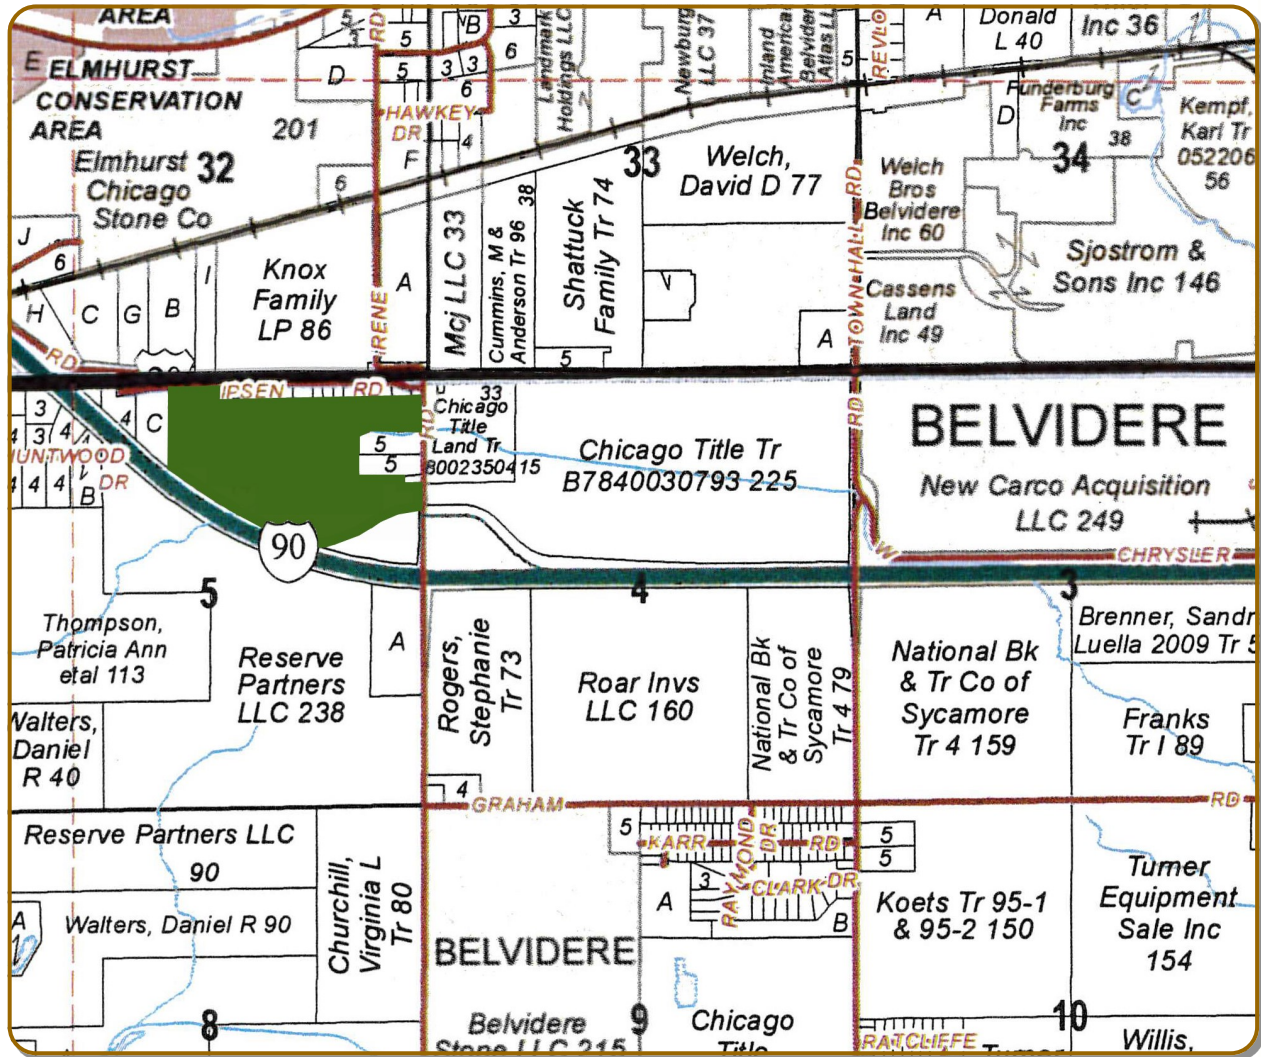 AREA
5
RD
5
B
3
6
Landmark
Holdings LLC
Newburg
LLC 37
Inland
America
Belvider
Atlas LL
REVLO
5
A
Donald
L 40
Inc 36
E
ELMHURST
CONSERVATION
AREA
201
D
5
3
3
6
HAWKEY
DR
4
F
D
Funderburg
Farms
Inc
C
38
34
Kempf,
Karl Tr
052206
56
Elmhurst
Chicago
Stone Co
32
6
33
Welch,
David D 77
Welch
Bros
Belvidere
Inc 60
TOWN HALL RD
J
6
H
C
G
B
I
Knox
Family
LP 86
IRENE
A
Mcj LLC 33
Cummins, M &
Anderson Tr 96
38
Shattuck
Family Tr 74
5
A
Cassens
Land
Inc 49
Sjostrom &
Sons Inc 146
RD
IPSEN
RD
RD
33
Chicago
Title
Land Tr
8002350415
Chicago Title Tr
B7840030793 225
RD
BELVIDERE
New Carco Acquisition
LLC 249
W
CHRYSLER
3
4
3
4
4
C
5
5
HUNTWOOD
DR
4
4
4
B
90
5
4
3
Thompson,
Patricia Ann
etal 113
Reserve
Partners
LLC 238
A
Rogers,
Stephanie
Tr 73
Roar Invs
LLC 160
National Bk
& Tr Co of
Sycamore
Tr 4 79
National Bk
& Tr Co of
Sycamore
Tr 4 159
Brenner, Sandr
Luella 2009 Tr 5
Franks
Tr I 89
Walters,
Daniel
R 40
4
GRAHAM
RD
Reserve Partners LLC
90
Churchill,
Virginia L
Tr 80
5
KARR
RAYMOND
DR
RD
5
5
3
CLARK DR
A
B
Koets Tr 95-1
& 95-2 150
Turner
Equipment
Sale Inc
154
A
Walters, Daniel R 90
BELVIDERE
8
Belvidere
Stone LLC 215
9
Chicago
Title
10
RATCLIFFE
Turner
Willis,